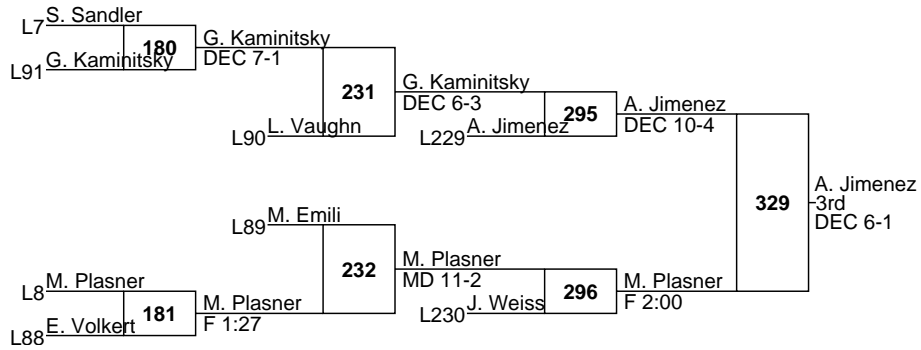 L7 S. Sandler
180
L91 G. Kaminitsky
G. Kaminitsky
DEC 7-1
231
L90 L. Vaughn
G. Kaminitsky
DEC 6-3
295
L229 A. Jimenez
A. Jimenez
DEC 10-4
329
A. Jimenez
3rd
DEC 6-1
L89 M. Emili
232
L8 M. Plasner
181
L88 E. Volkert
M. Plasner
F 1:27
M. Plasner
MD 11-2
296
L230 J. Weiss
M. Plasner
F 2:00